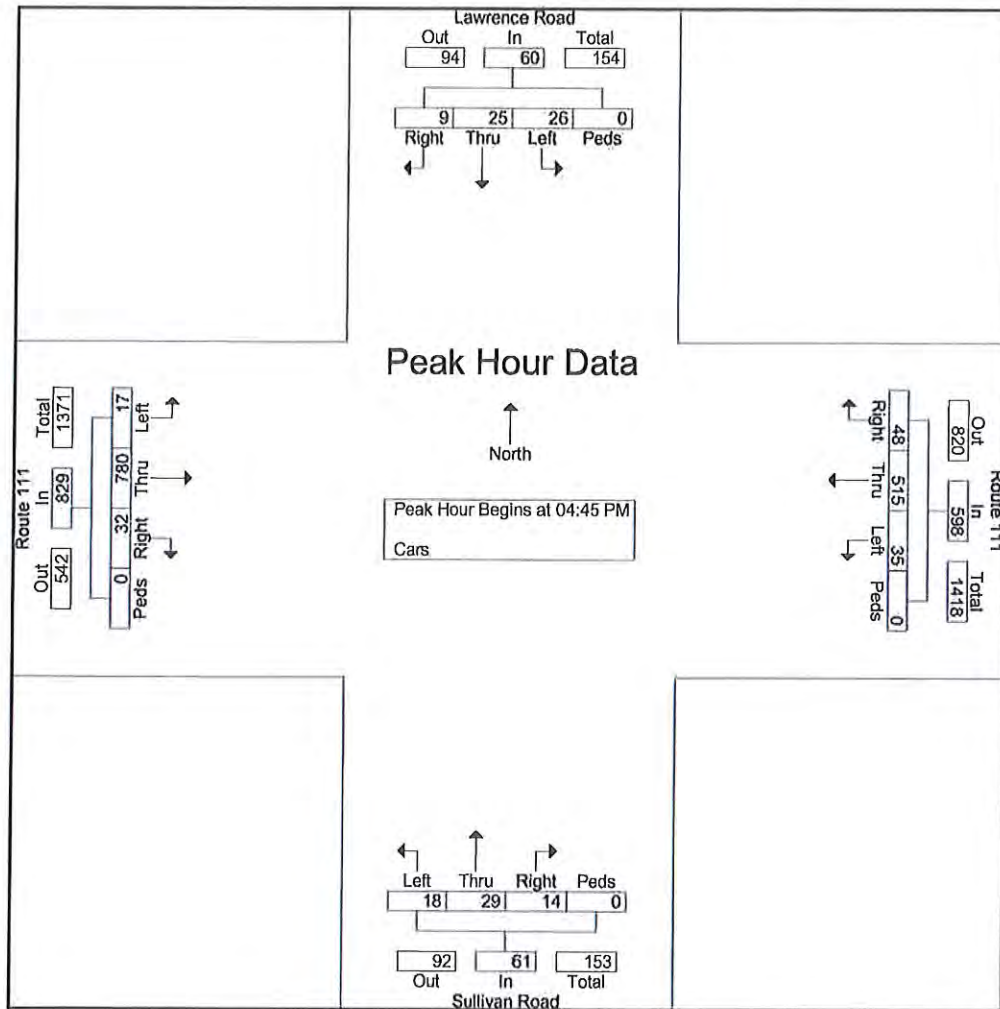 Lawrence Road
Out In Total
94 60 154
9 25 26 0
Right Thru Left Peds
Peak Hour Data
North
Peak Hour Begins at 04:45 PM
Cars
Route 111
Total In Out
1371 829 542
17 780 32 0
Left Thru Right Peds
Route 111
Out In Total
820 598 1418
48 515 35 0
Right Thru Left Peds
Left Thru Right Peds
18 29 14 0
92 61 153
Out In Total
Sullivan Road